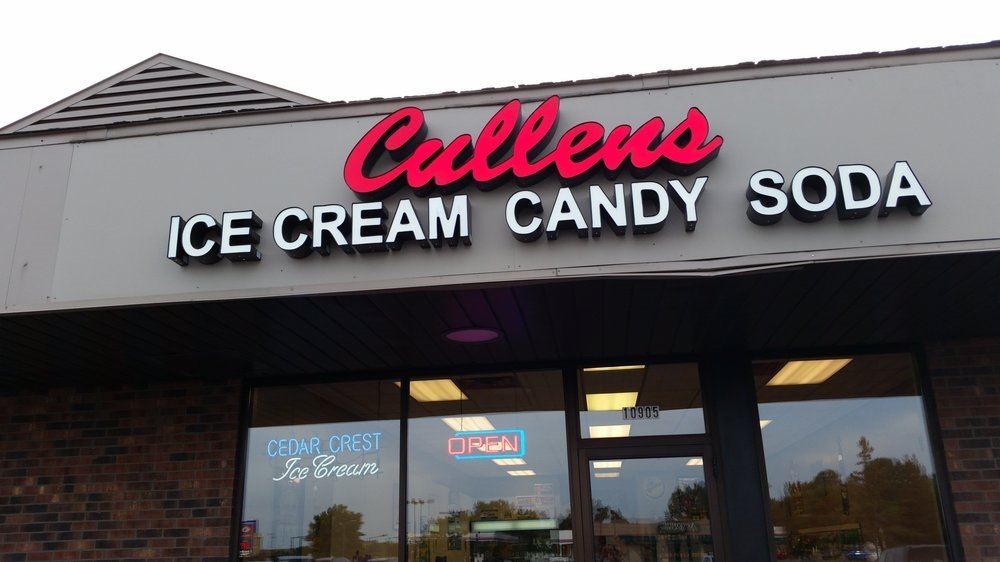 Cullens
ICE CREAM CANDY SODA
10905
CEDAR CREST
Ice Cream
OPEN